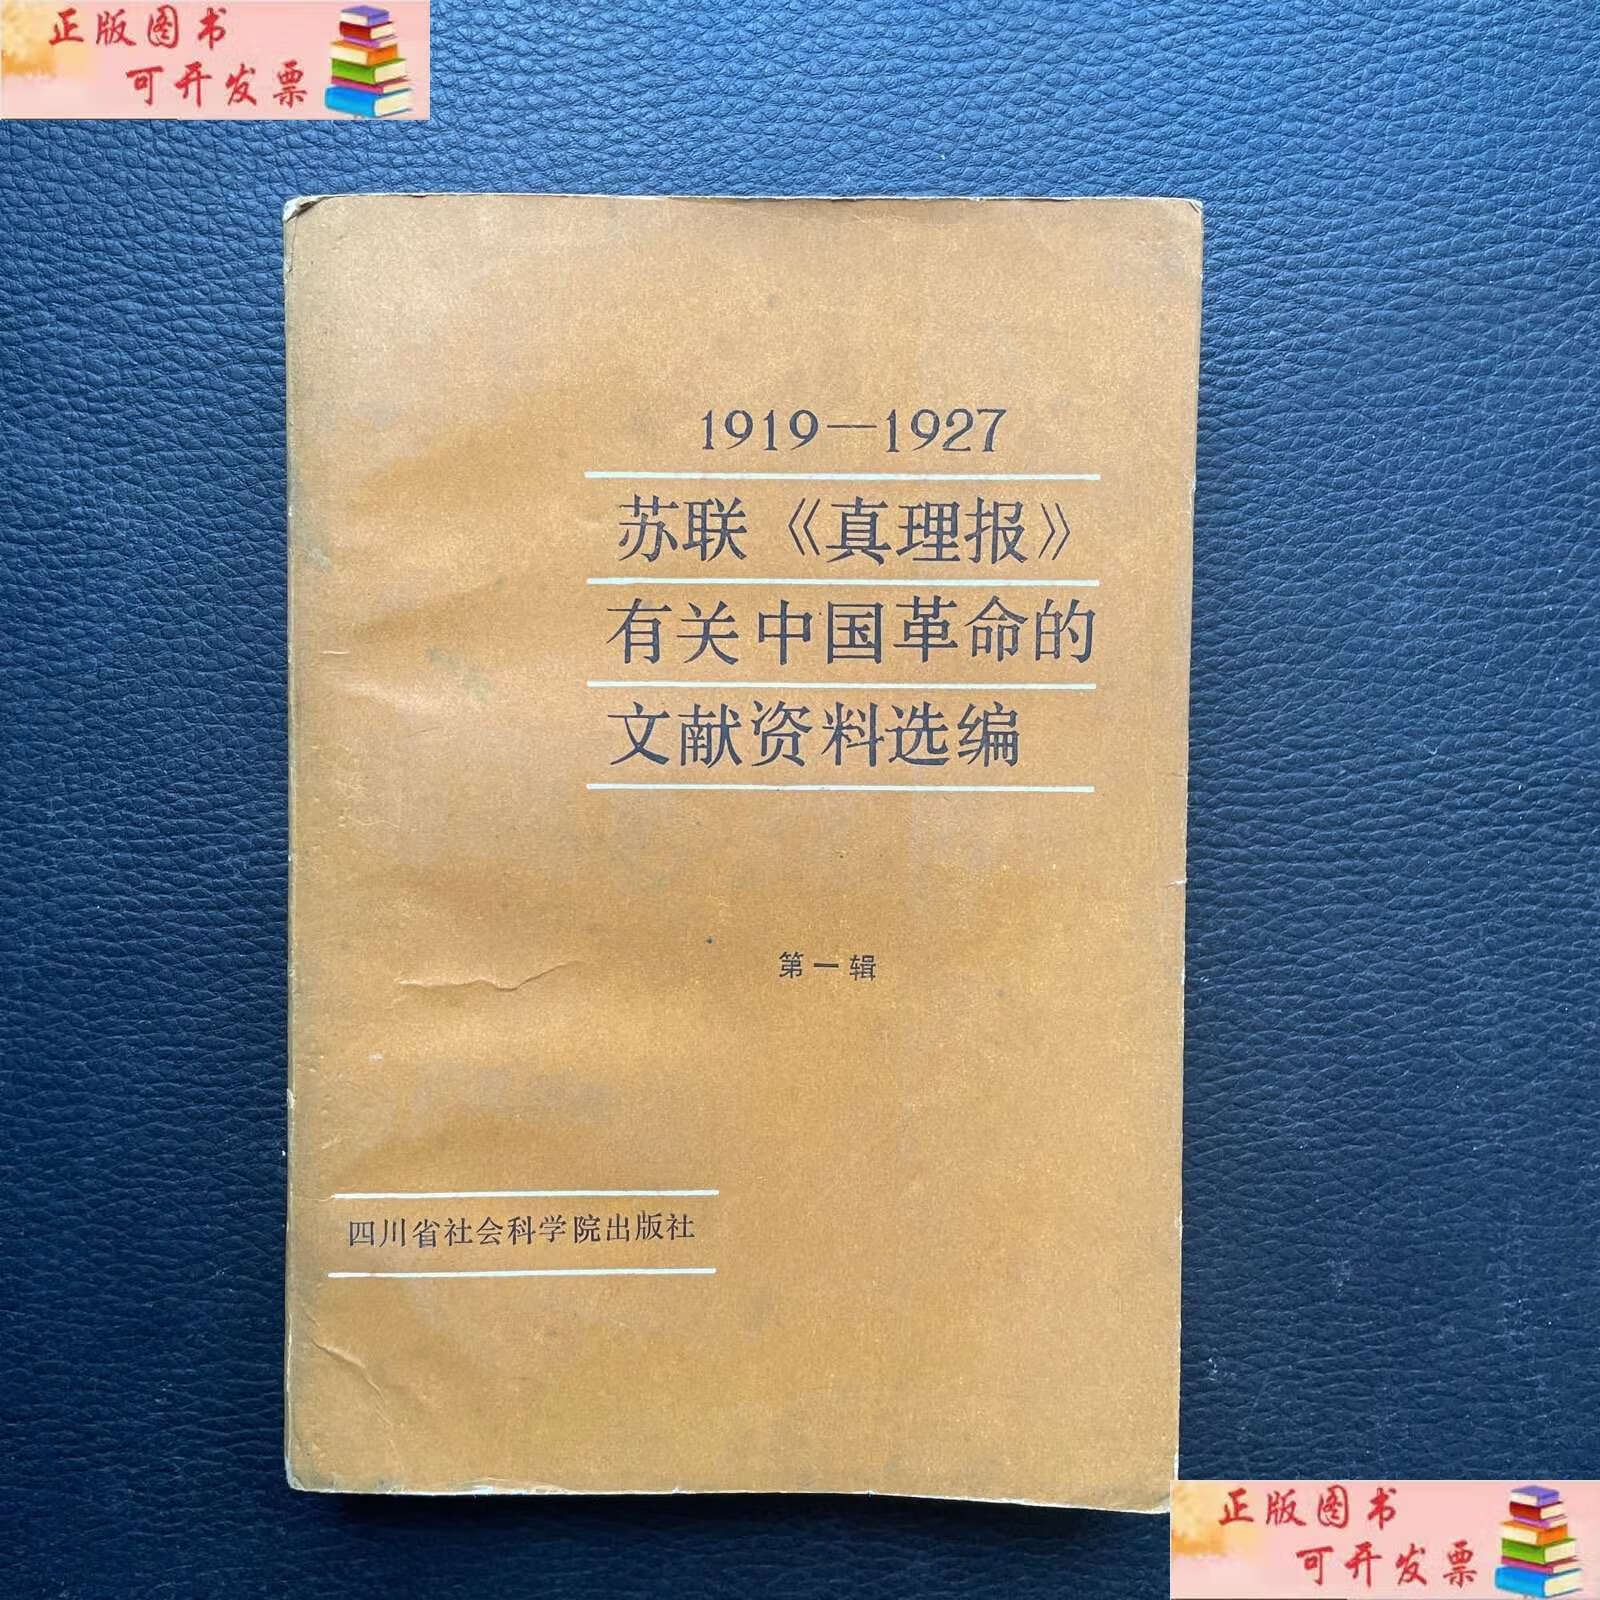 正版图书
可开发票
1919—1927
苏联《真理报》
有关中国革命的
文献资料选编
第一辑
四川省社会科学院出版社
正版图书
可开发票